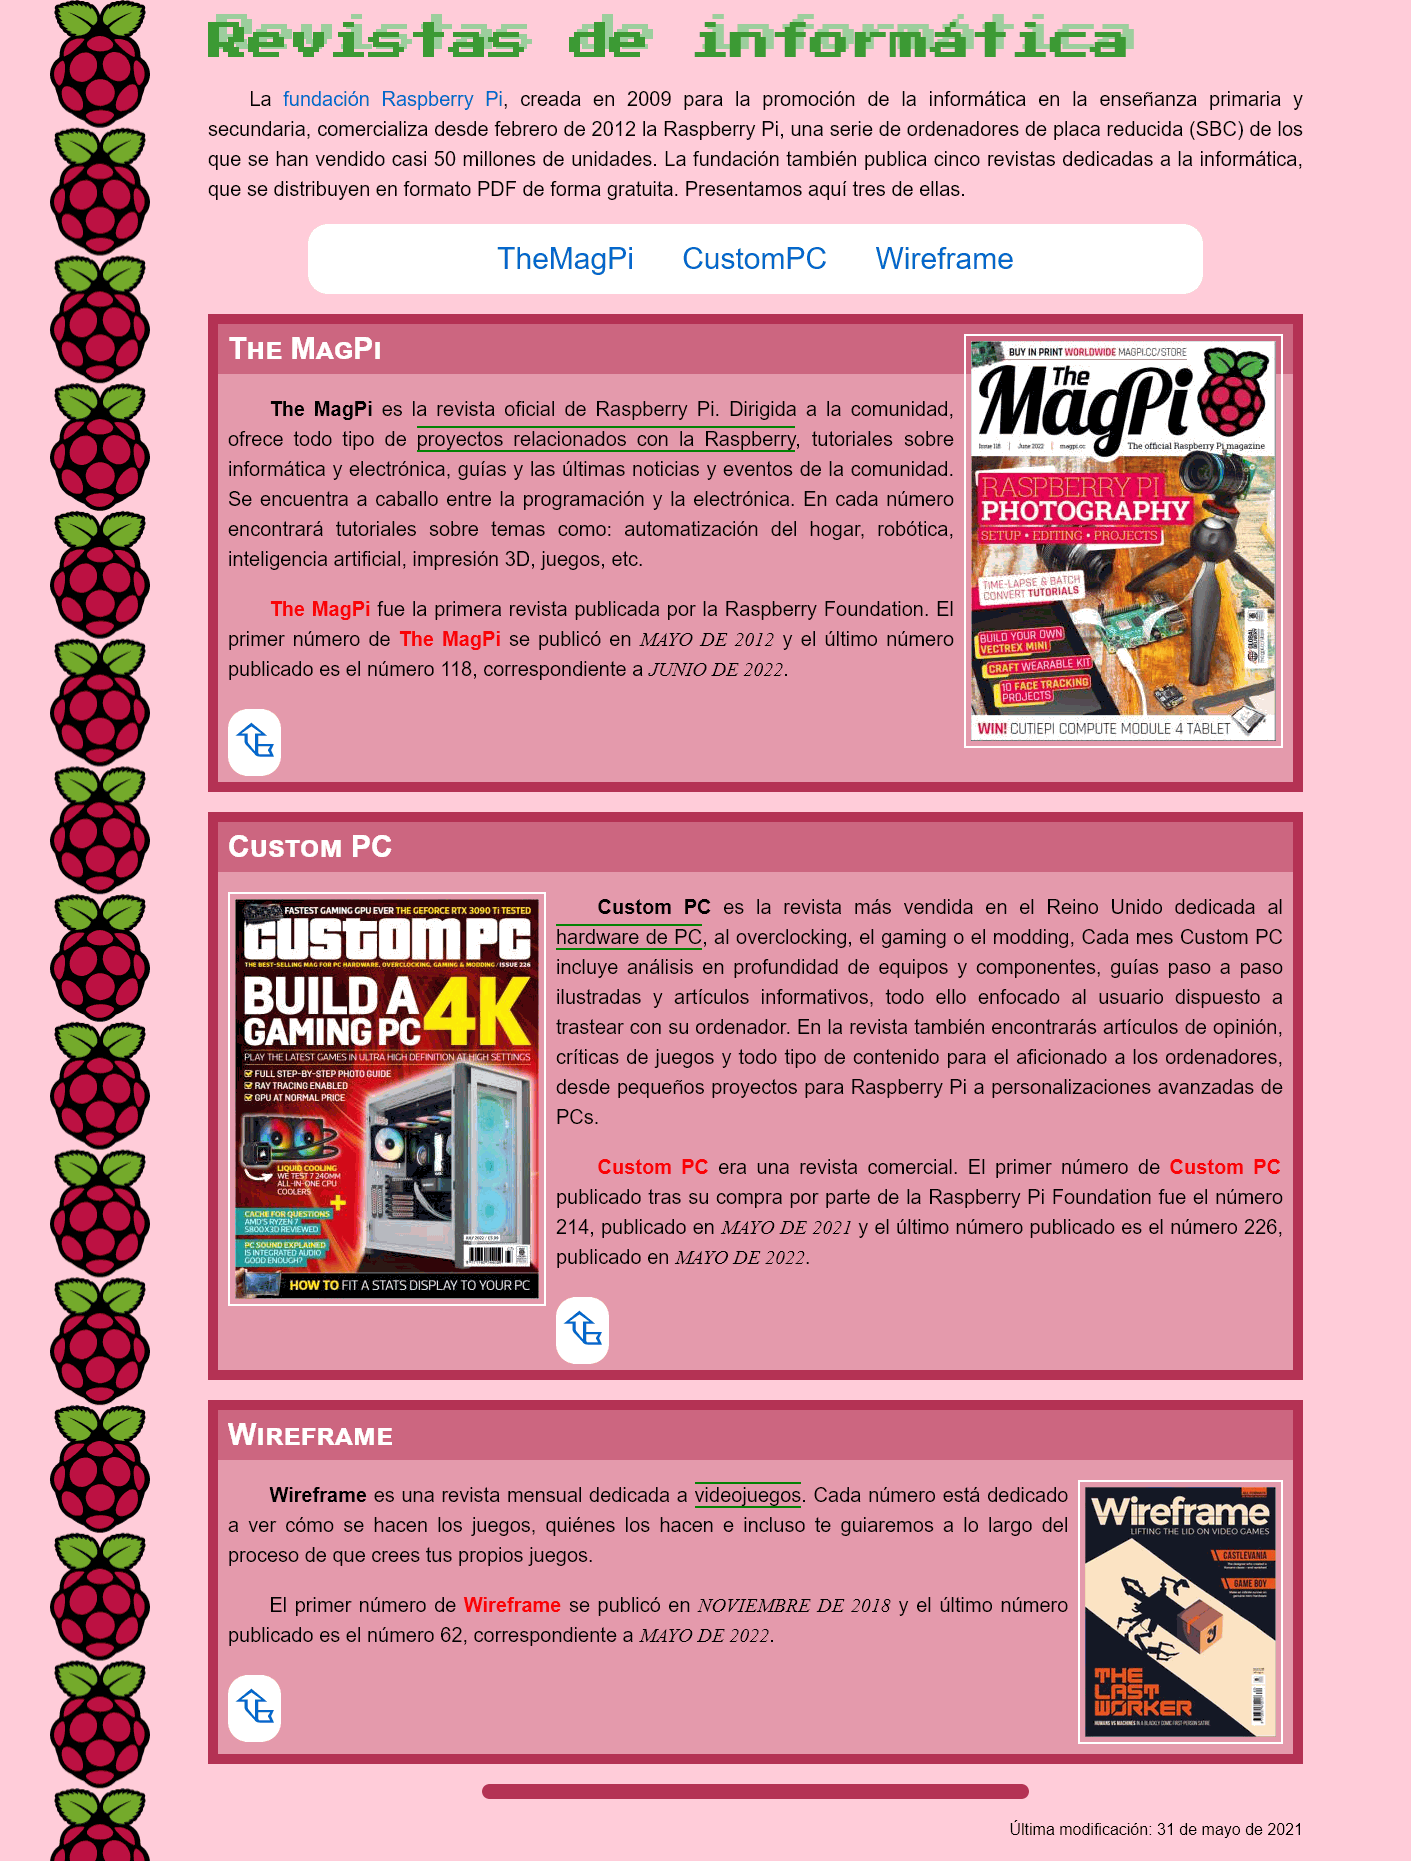 Revistas de informática
La fundación Raspberry Pi, creada en 2009 para la promoción de la informática en la enseñanza primaria y
secundaria, comercializa desde febrero de 2012 la Raspberry Pi, una serie de ordenadores de placa reducida (SBC) de los
que se han vendido casi 50 millones de unidades. La fundación también publica cinco revistas dedicadas a la informática,
que se distribuyen en formato PDF de forma gratuita. Presentamos aquí tres de ellas.
TheMagPi CustomPC Wireframe
The MagPi
The MagPi es la revista oficial de Raspberry Pi. Dirigida a la comunidad,
ofrece todo tipo de proyectos relacionados con la Raspberry, tutoriales sobre
informática y electrónica, guías y las últimas noticias y eventos de la comunidad.
Se encuentra a caballo entre la programación y la electrónica. En cada número
encontrará tutoriales sobre temas como: automatización del hogar, robótica,
inteligencia artificial, impresión 3D, juegos, etc.
The MagPi fue la primera revista publicada por la Raspberry Foundation. El
primer número de The MagPi se publicó en MAYO DE 2012 y el último número
publicado es el número 118, correspondiente a JUNIO DE 2022.
BUY IN PRINT WORLDWIDE MAGPI.CC/STORE
The
MagPi
Issue 118 | June 2022 | magpi.cc
The official Raspberry Pi magazine
RASPBERRY PI
PHOTOGRAPHY
SETUP • EDITING • PROJECTS
TIME-LAPSE & BATCH
CONVERT TUTORIALS
BUILD YOUR OWN
VECTREX MINI
CRAFT WEARABLE KIT
10 FACE TRACKING
PROJECTS
WIN! CUTIEPI COMPUTE MODULE 4 TABLET
Custom PC
FASTEST GAMING GPU EVER THE GEFORCE RTX 3090 Ti TESTED
CUSTOMPC
THE BEST-SELLING MAG FOR PC HARDWARE, OVERCLOCKING, GAMING & MODDING / ISSUE 226
BUILD A
GAMING PC
4K
PLAY THE LATEST GAMES IN ULTRA HIGH DEFINITION AT HIGH SETTINGS
FULL STEP-BY-STEP PHOTO GUIDE
RAY TRACING ENABLED
GPU AT NORMAL PRICE
LIQUID COOLING
WE TEST 7 240MM
ALL-IN-ONE CPU
COOLERS
CACHE FOR QUESTIONS
AMD'S RYZEN 7
5800X3D REVIEWED
PC SOUND EXPLAINED
IS INTEGRATED AUDIO
GOOD ENOUGH?
HOW TO FIT A STATS DISPLAY TO YOUR PC
Custom PC es la revista más vendida en el Reino Unido dedicada al
hardware de PC, al overclocking, el gaming o el modding, Cada mes Custom PC
incluye análisis en profundidad de equipos y componentes, guías paso a paso
ilustradas y artículos informativos, todo ello enfocado al usuario dispuesto a
trastear con su ordenador. En la revista también encontrarás artículos de opinión,
críticas de juegos y todo tipo de contenido para el aficionado a los ordenadores,
desde pequeños proyectos para Raspberry Pi a personalizaciones avanzadas de
PCs.
Custom PC era una revista comercial. El primer número de Custom PC
publicado tras su compra por parte de la Raspberry Pi Foundation fue el número
214, publicado en MAYO DE 2021 y el último número publicado es el número 226,
publicado en MAYO DE 2022.
Wireframe
Wireframe es una revista mensual dedicada a videojuegos. Cada número está dedicado
a ver cómo se hacen los juegos, quiénes los hacen e incluso te guiaremos a lo largo del
proceso de que crees tus propios juegos.
El primer número de Wireframe se publicó en NOVIEMBRE DE 2018 y el último número
publicado es el número 62, correspondiente a MAYO DE 2022.
Wireframe
LIFTING THE LID ON VIDEO GAMES
CASTLEVANIA
GAME BOY
THE
LAST
WORKER
HUMANS VS MACHINES IN A BLACKLY COMIC FIRST-PERSON SATIRE
Última modificación: 31 de mayo de 2021